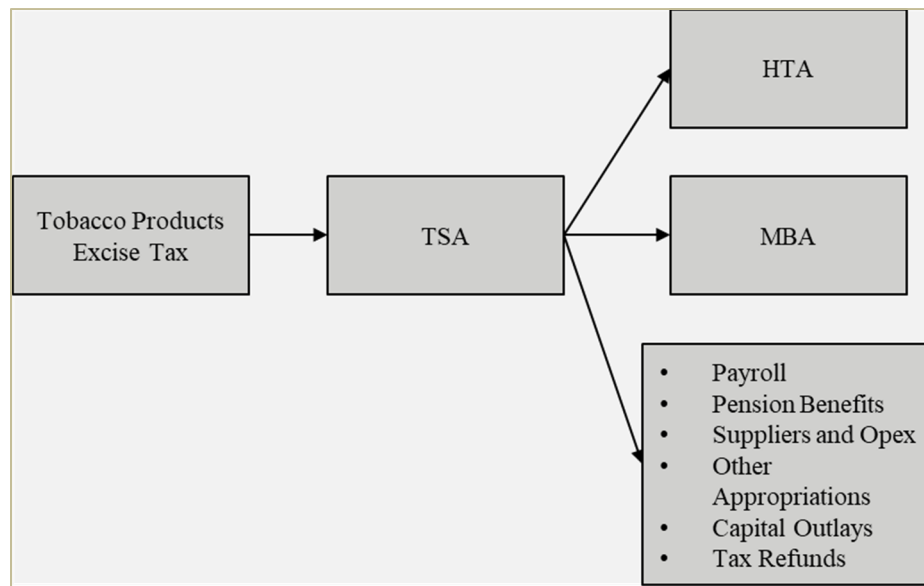 HTA
Tobacco Products
Excise Tax
TSA
MBA
• Payroll
• Pension Benefits
• Suppliers and Opex
• Other
Appropriations
• Capital Outlays
• Tax Refunds